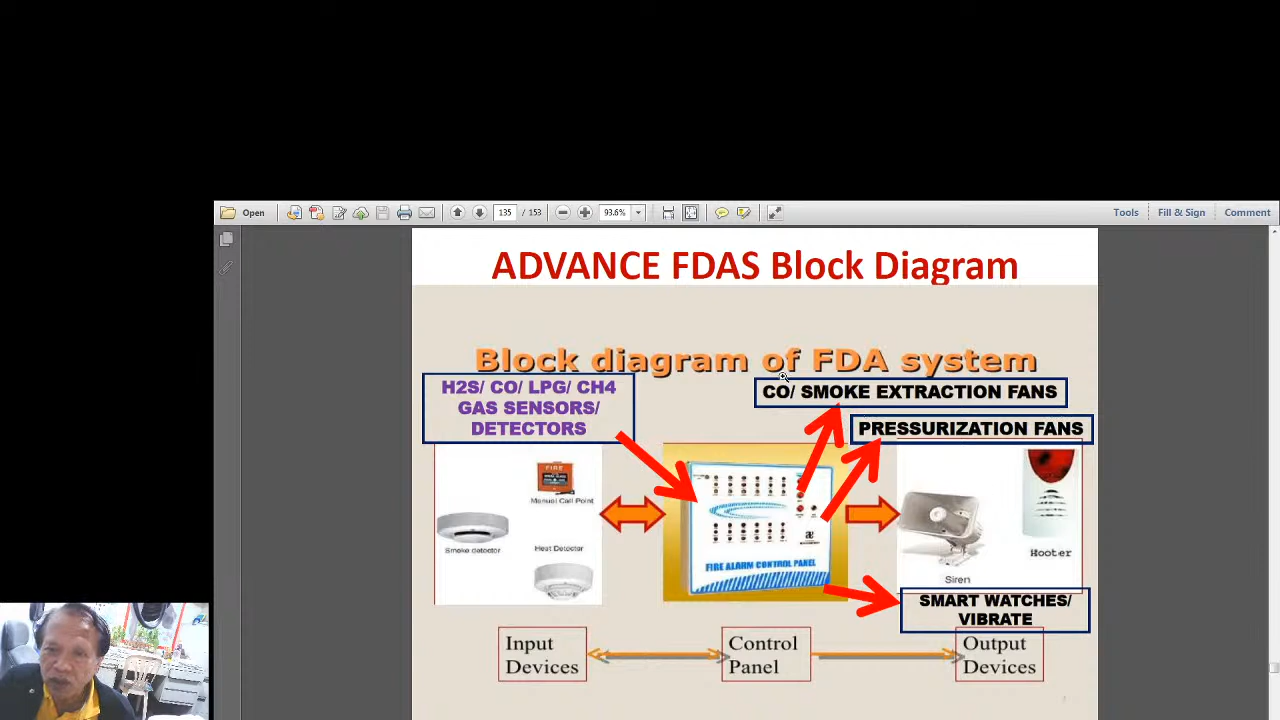 Open
135 / 153
93.6%
Tools
Fill & Sign
Comment
ADVANCE FDAS Block Diagram
Block diagram of FDA system
H2S/ CO/ LPG/ CH4
GAS SENSORS/
DETECTORS
CO/ SMOKE EXTRACTION FANS
PRESSURIZATION FANS
FIRE
Manual Call Point
Smoke detector
Heat Detector
FIRE ALARM CONTROL PANEL
Siren
Hooter
SMART WATCHES/
VIBRATE
Input
Devices
Control
Panel
Output
Devices